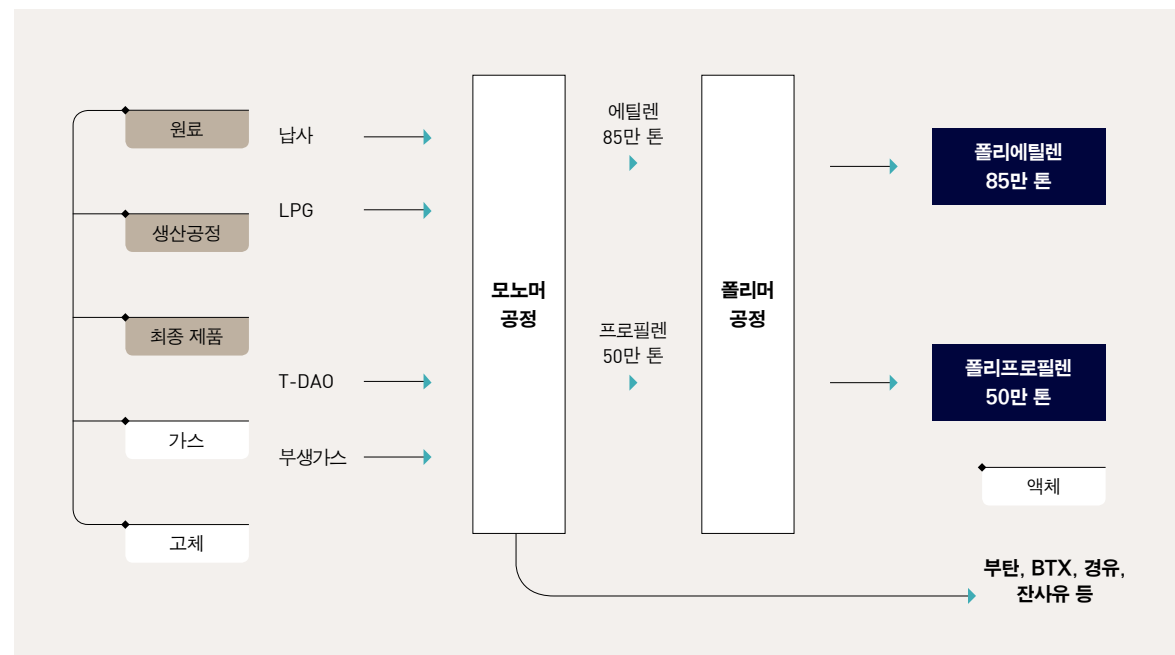 원료
생산공정
최종 제품
가스
고체
납사
LPG
T-DAO
부생가스
모노머
공정
에틸렌
85만 톤
프로필렌
50만 톤
폴리머
공정
폴리에틸렌
85만 톤
폴리프로필렌
50만 톤
액체
부탄, BTX, 경유,
잔사유 등